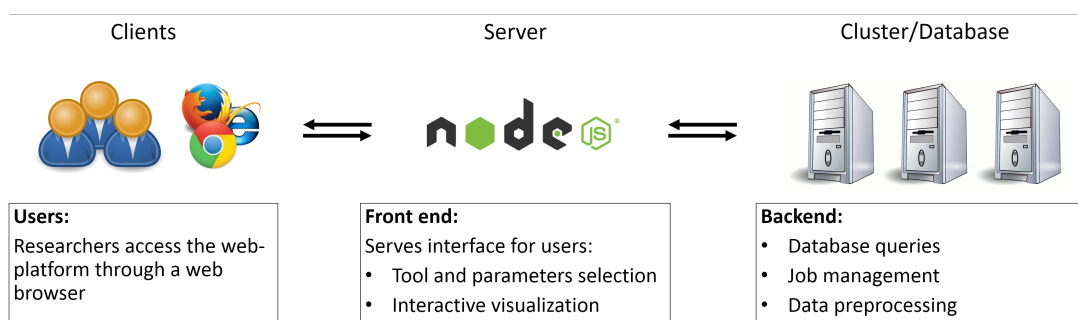 Clients
Server
Cluster/Database
node
JS®
Users:
Researchers access the web-
platform through a web
browser
Front end:
Serves interface for users:
• Tool and parameters selection
• Interactive visualization
Backend:
• Database queries
• Job management
• Data preprocessing